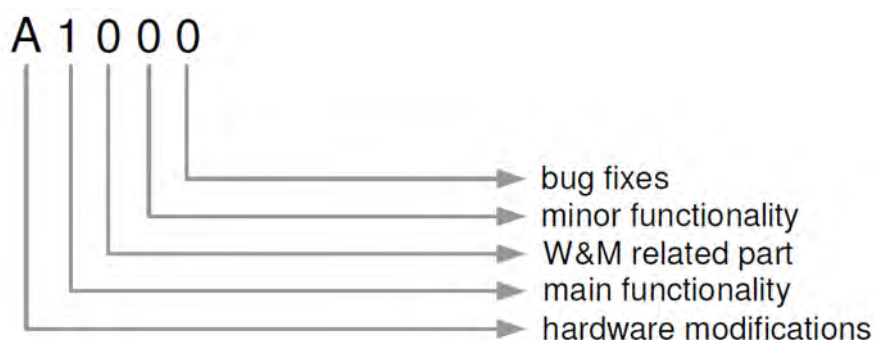 A 1 0 0 0
bug fixes
minor functionality
W&M related part
main functionality
hardware modifications